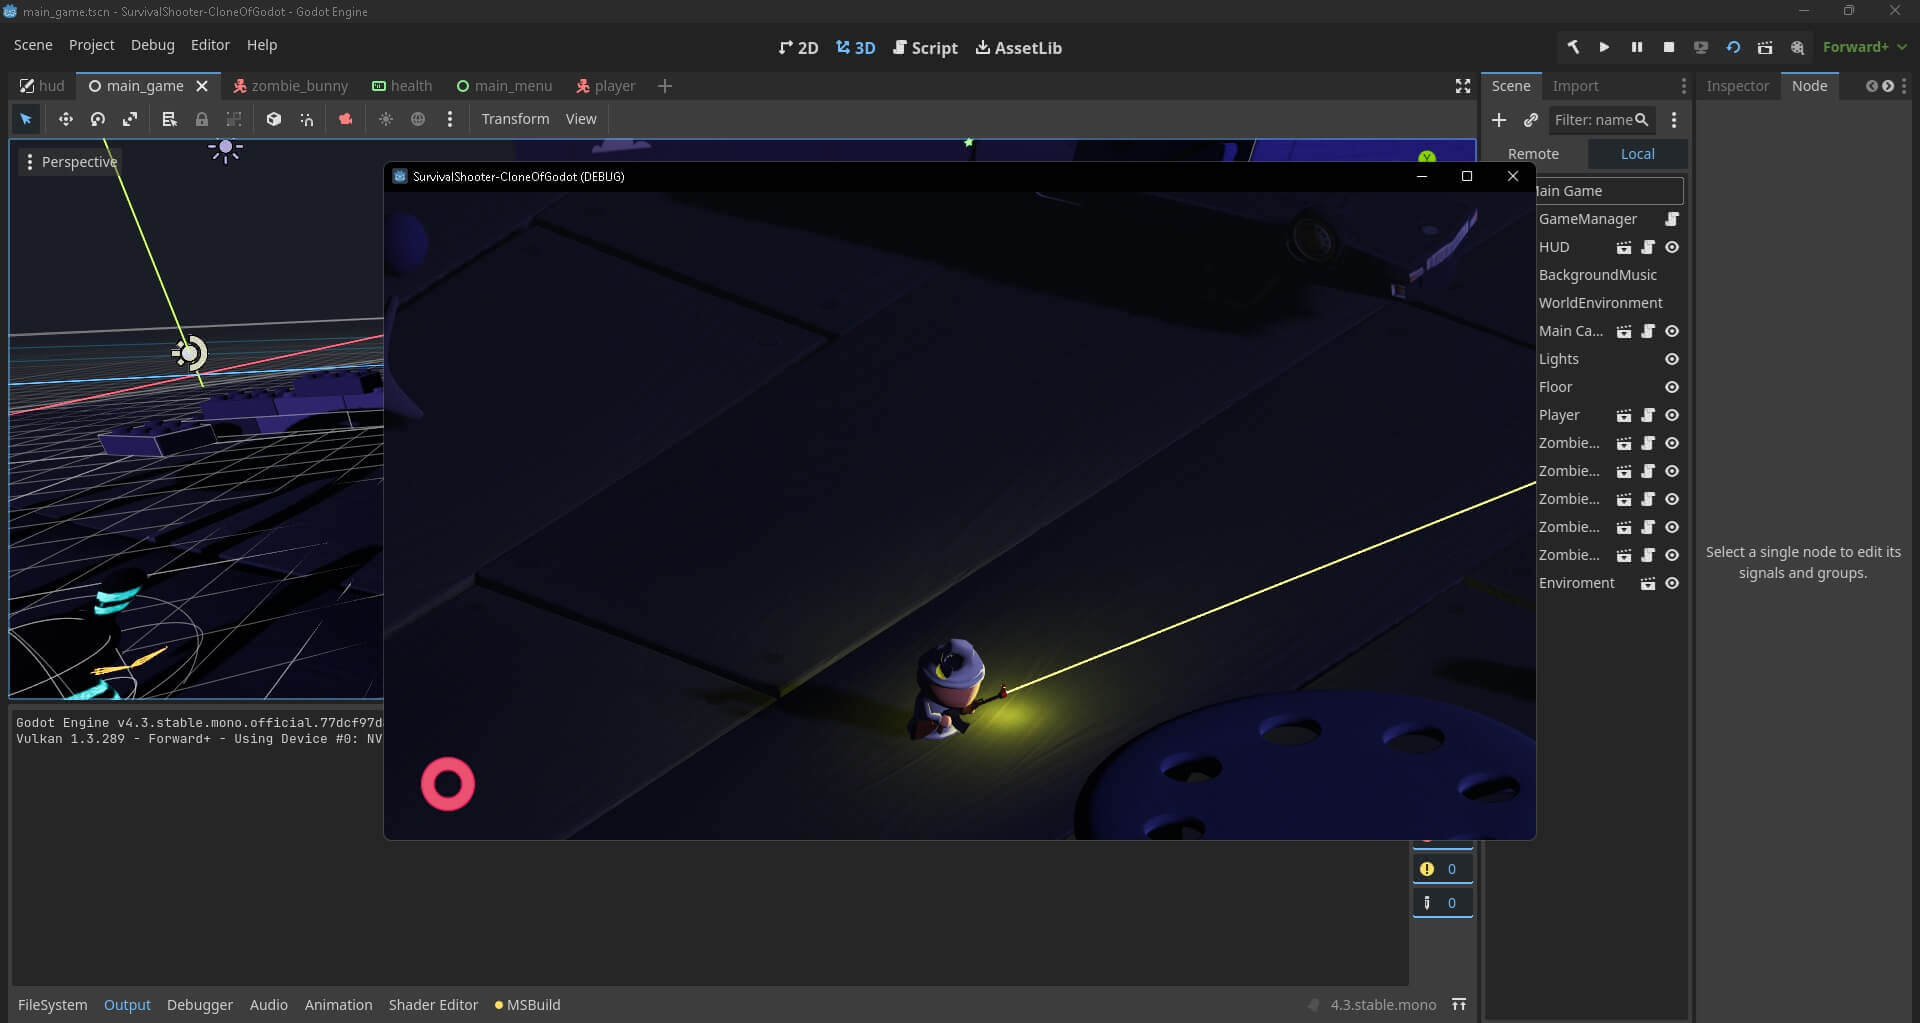 main_game.tscn - SurvivalShooter-CloneOfGodot - Godot Engine
Scene Project Debug Editor Help
2D 3D Script AssetLib
Forward+
hud main_game zombie_bunny health main_menu player
Scene Import
Inspector Node
Transform View
Filter: name
Perspective
Remote Local
Y
SurvivalShooter-CloneOfGodot (DEBUG)
Main Game
GameManager
HUD
BackgroundMusic
WorldEnvironment
Main Ca...
Lights
Floor
Player
Zombie...
Zombie...
Zombie...
Zombie...
Zombie...
Enviroment
Select a single node to edit its
signals and groups.
Godot Engine v4.3.stable.mono.official.77dcf97d
Vulkan 1.3.289 - Forward+ - Using Device #0: NV
0
0
FileSystem Output Debugger Audio Animation Shader Editor MSBuild
4.3.stable.mono